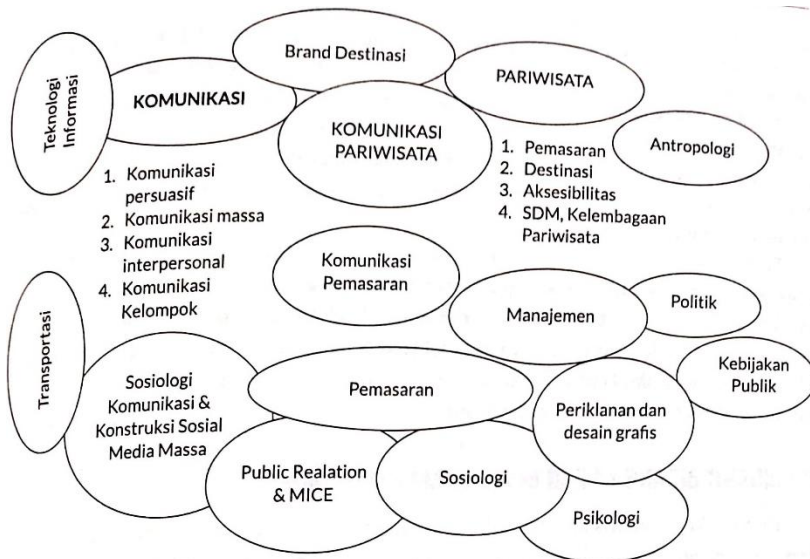 Brand Destinasi
Teknologi
Informasi
KOMUNIKASI
PARIWISATA
KOMUNIKASI
PARIWISATA
Antropologi
1. Komunikasi
persuasif
2. Komunikasi massa
3. Komunikasi
interpersonal
4. Komunikasi
Kelompok
1. Pemasaran
2. Destinasi
3. Aksesibilitas
4. SDM, Kelembagaan
Pariwisata
Komunikasi
Pemasaran
Manajemen
Politik
Transportasi
Sosiologi
Komunikasi &
Konstruksi Sosial
Media Massa
Pemasaran
Kebijakan
Publik
Periklanan dan
desain grafis
Public Realation
& MICE
Sosiologi
Psikologi